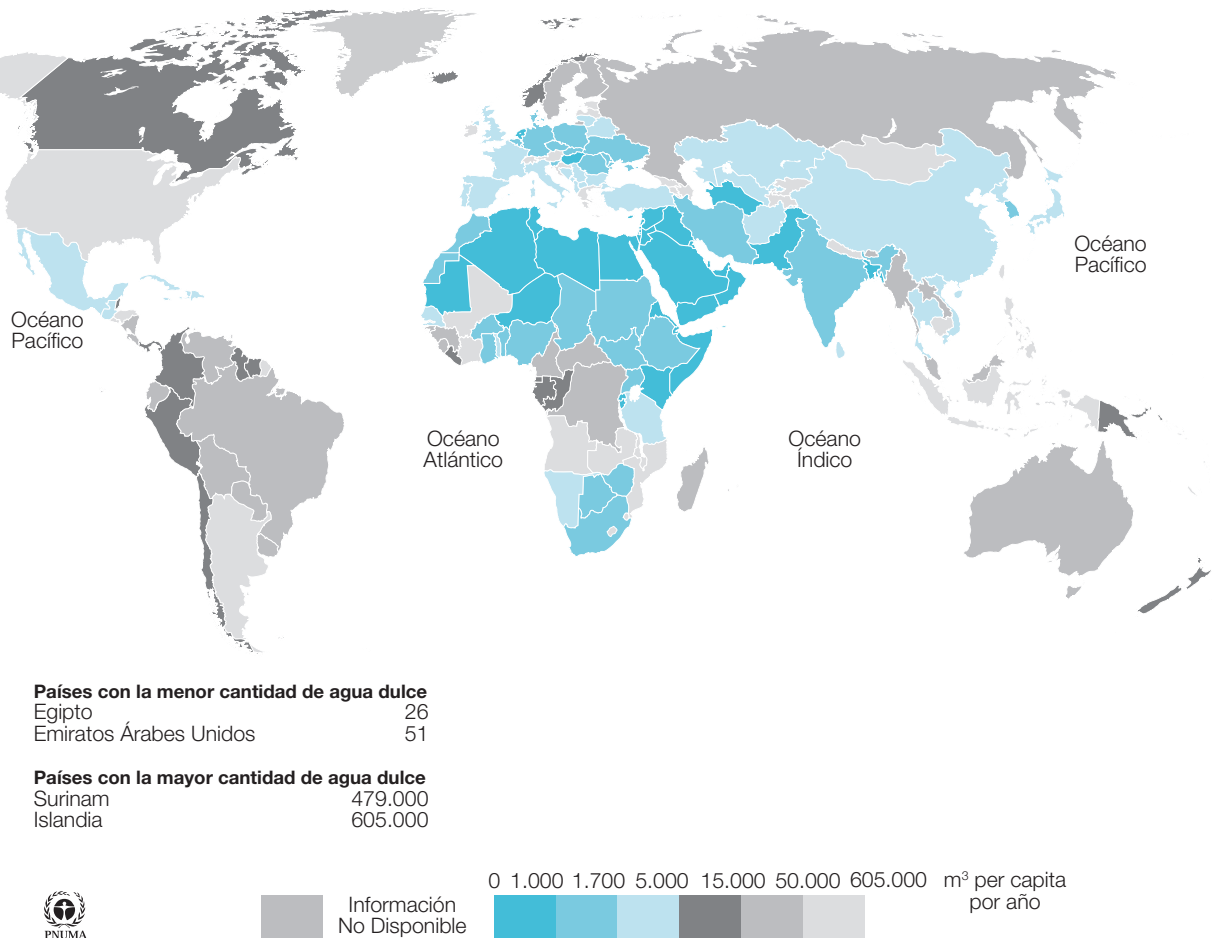 Océano
Pacífico
Océano
Pacífico
Océano
Atlántico
Océano
Índico
Países con la menor cantidad de agua dulce
Egipto 26
Emiratos Árabes Unidos 51
Países con la mayor cantidad de agua dulce
Surinam 479.000
Islandia 605.000
0 1.000 1.700 5.000 15.000 50.000 605.000 m³ per capita
por año
Información
No Disponible
PNUMA